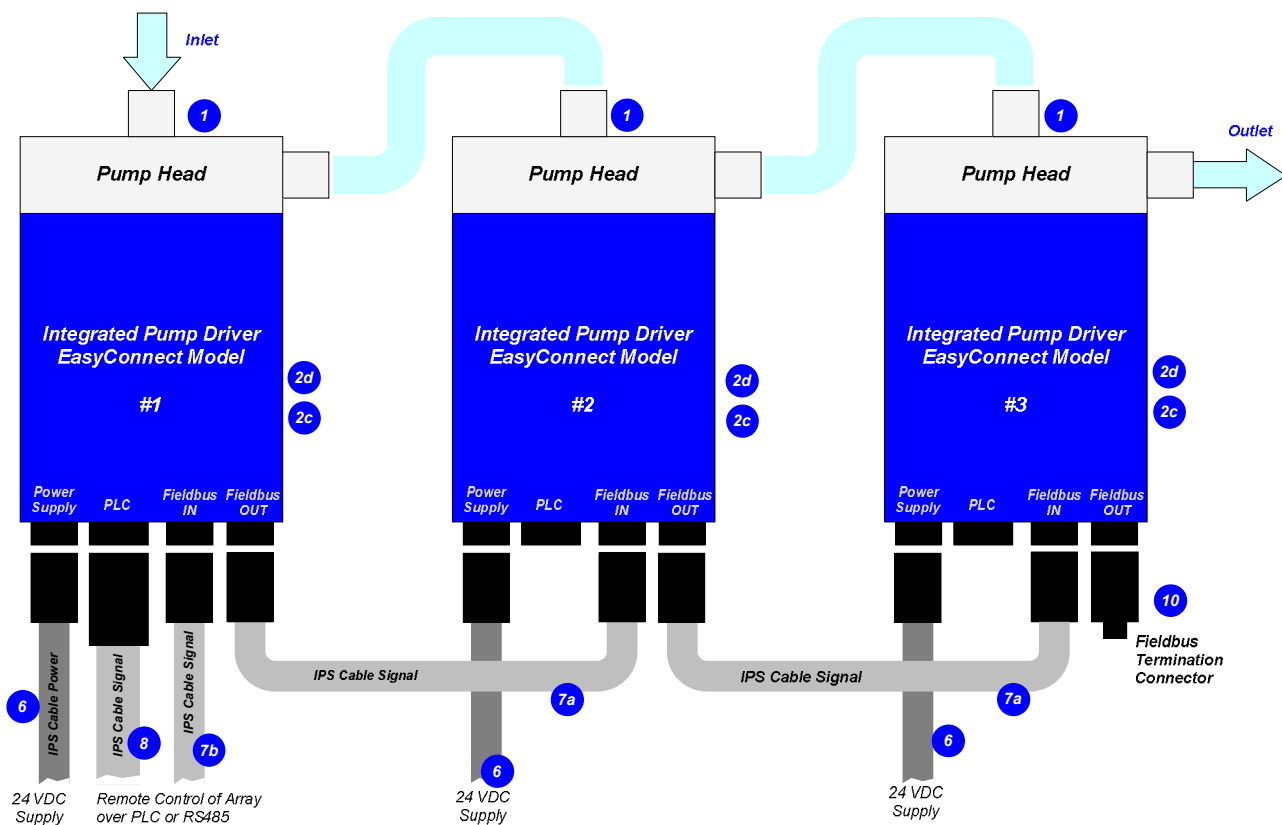 Inlet
1
1
1
Outlet
Pump Head
Pump Head
Pump Head
Integrated Pump Driver
EasyConnect Model
#1
2d
2c
Integrated Pump Driver
EasyConnect Model
#2
2d
2c
Integrated Pump Driver
EasyConnect Model
#3
2d
2c
Power
Supply
PLC
Fieldbus
IN
Fieldbus
OUT
Power
Supply
PLC
Fieldbus
IN
Fieldbus
OUT
Power
Supply
PLC
Fieldbus
IN
Fieldbus
OUT
10
Fieldbus
Termination
Connector
IPS Cable Power
IPS Cable Signal
IPS Cable Signal
IPS Cable Signal
IPS Cable Signal
6
8
7b
7a
6
7a
6
24 VDC
Supply
Remote Control of Array
over PLC or RS485
24 VDC
Supply
24 VDC
Supply